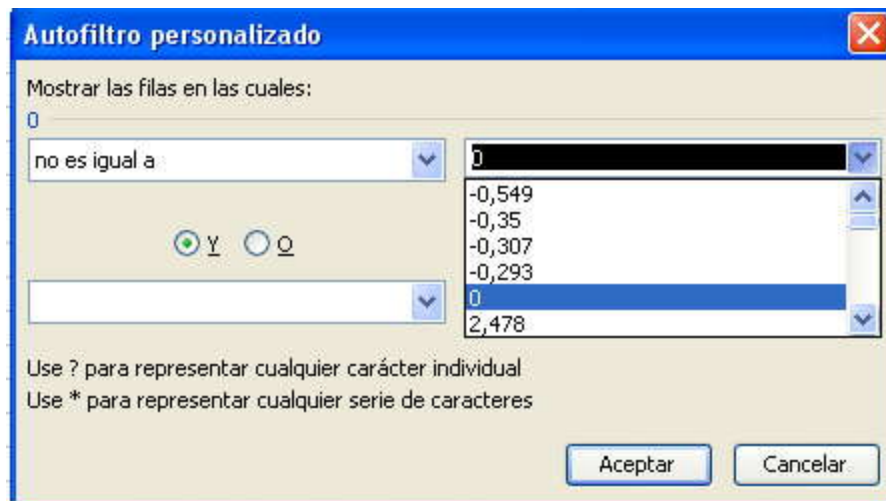 Autofiltro personalizado
Mostrar las filas en las cuales:
0
no es igual a
0
-0,549
-0,35
-0,307
-0,293
0
2,478
Y O
Use ? para representar cualquier carácter individual
Use * para representar cualquier serie de caracteres
Aceptar Cancelar